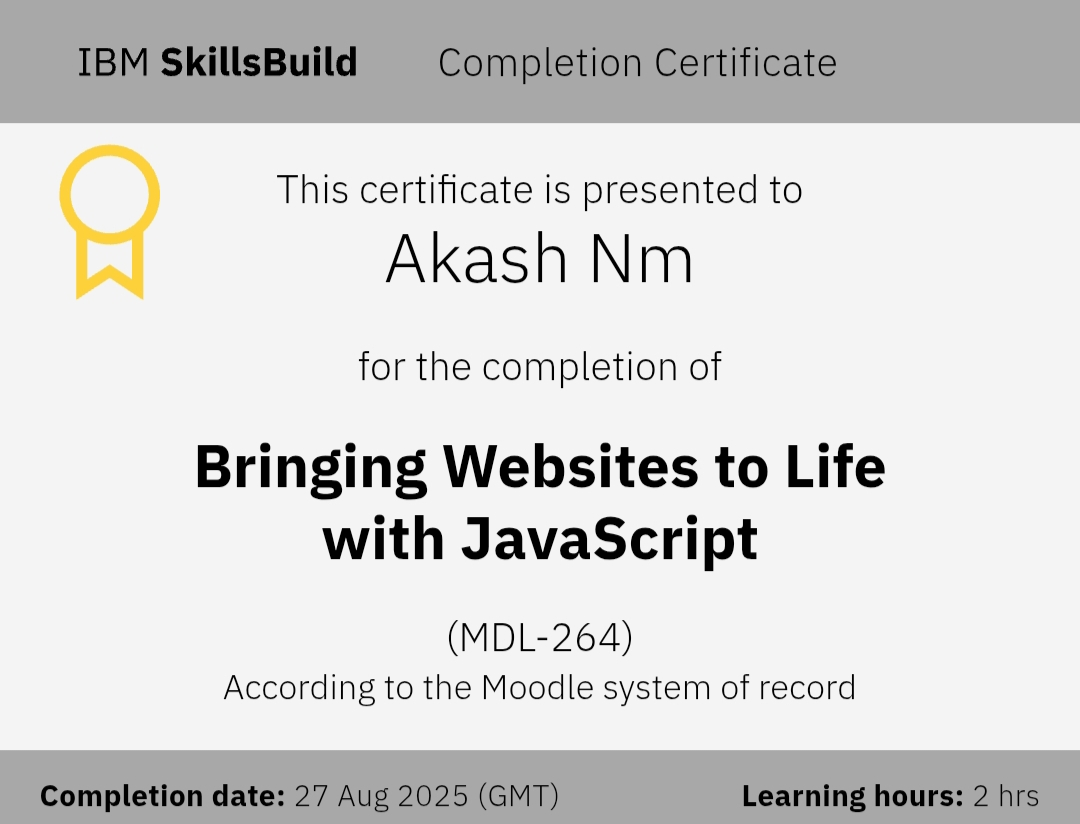 IBM SkillsBuild Completion Certificate
This certificate is presented to
Akash Nm
for the completion of
Bringing Websites to Life
with JavaScript
(MDL-264)
According to the Moodle system of record
Completion date: 27 Aug 2025 (GMT) Learning hours: 2 hrs